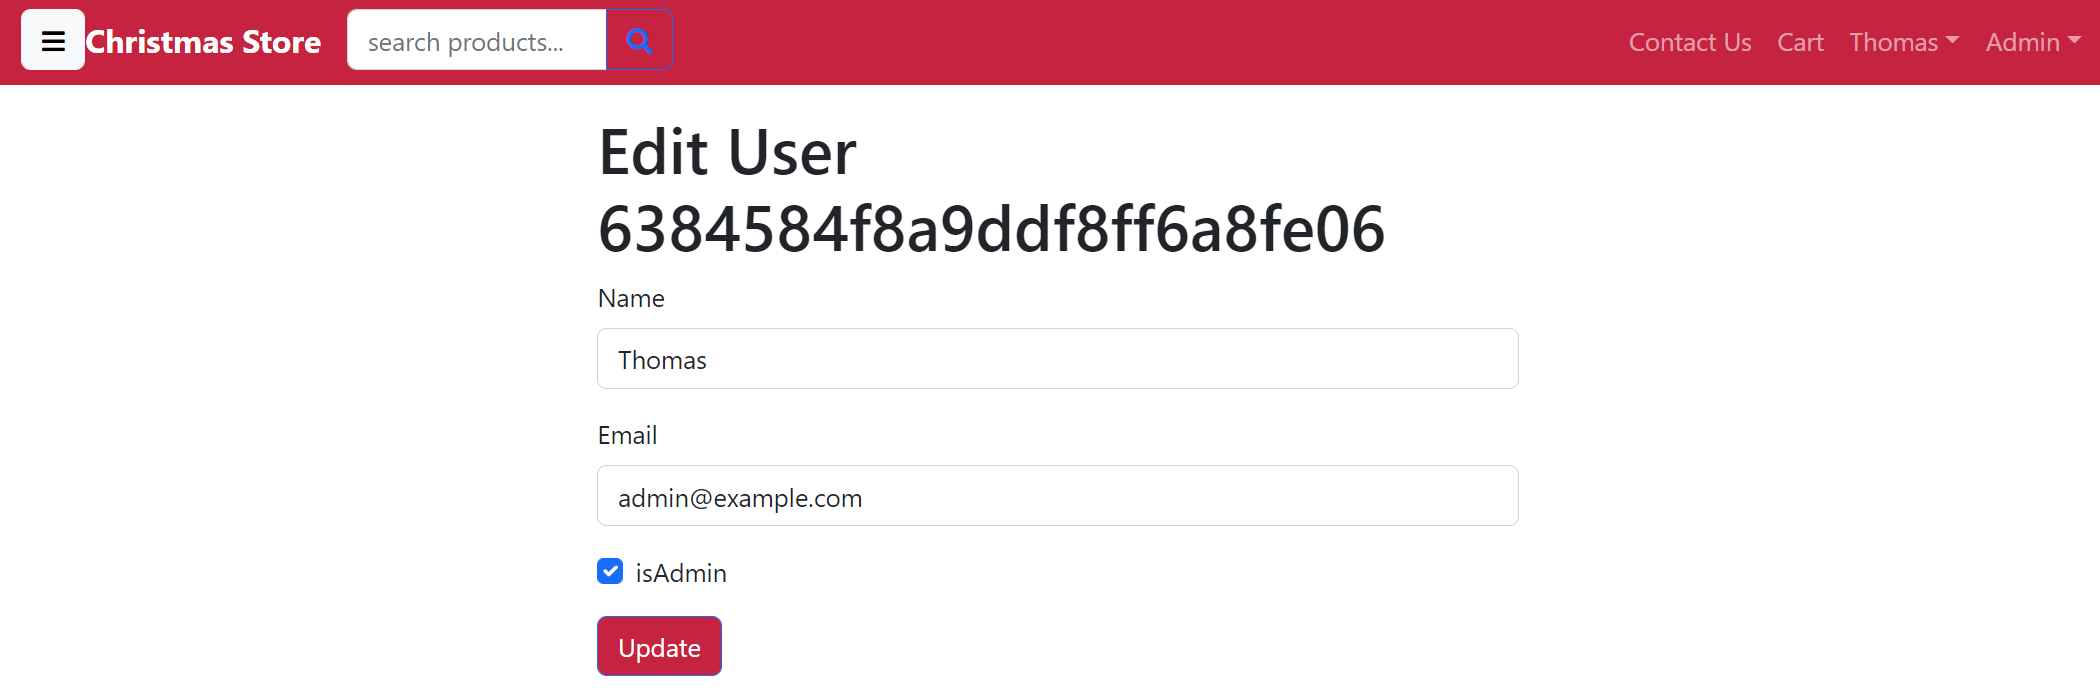 Christmas Store
search products...
Contact Us
Cart
Thomas
Admin
Edit User
6384584f8a9ddf8ff6a8fe06
Name
Thomas
Email
admin@example.com
isAdmin
Update